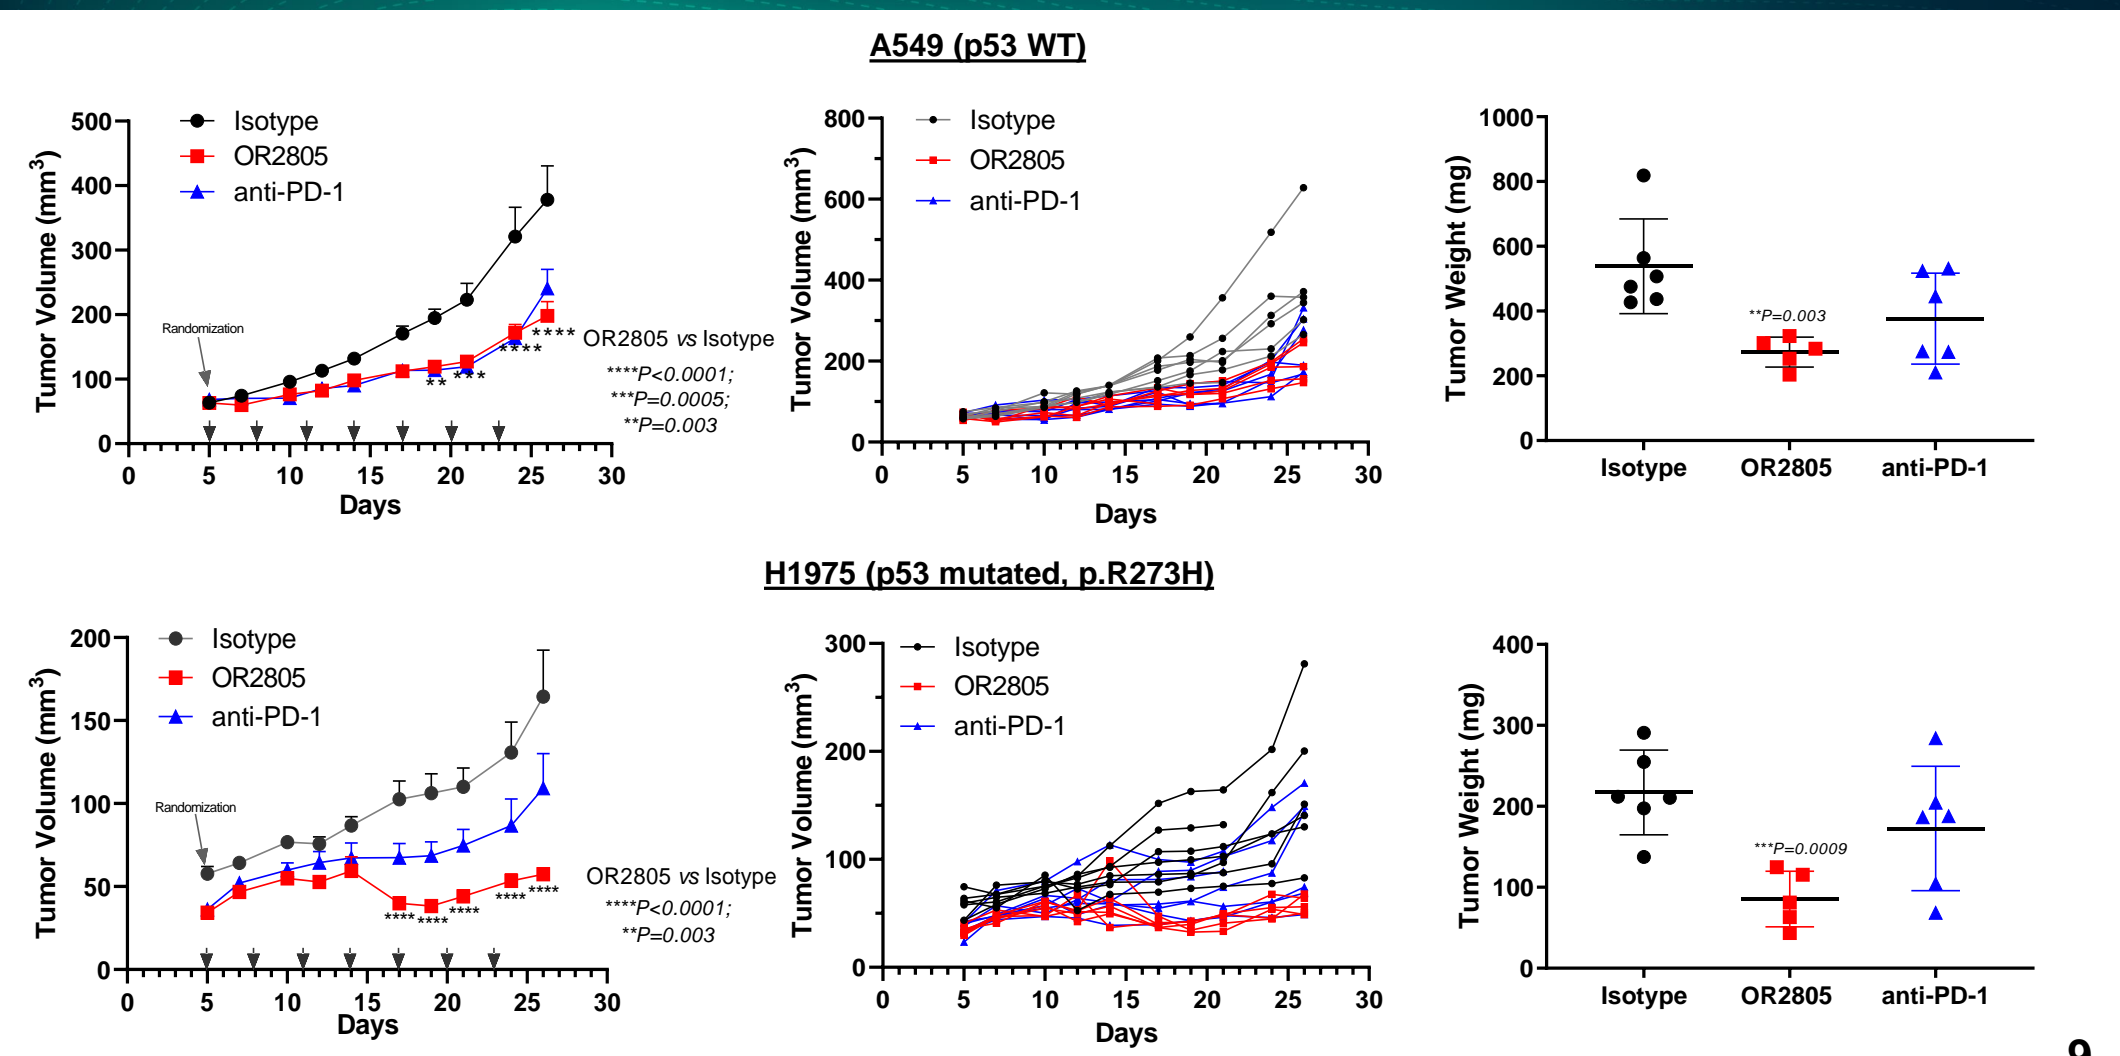 A549 (p53 WT)
Tumor Volume (mm3)
500
400
300
200
100
0
Isotype
OR2805
anti-PD-1
Randomization
****
****
***
**
OR2805 vs Isotype
****P<0.0001;
***P=0.0005;
**P=0.003
0 5 10 15 20 25 30
Days
Tumor Volume (mm3)
800
600
400
200
0
Isotype
OR2805
anti-PD-1
0 5 10 15 20 25 30
Days
Tumor Weight (mg)
1000
800
600
400
200
0
**P=0.003
Isotype OR2805 anti-PD-1
H1975 (p53 mutated, p.R273H)
Tumor Volume (mm3)
200
150
100
50
0
Isotype
OR2805
anti-PD-1
Randomization
**** **** **** **** ****
OR2805 vs Isotype
****P<0.0001;
**P=0.003
0 5 10 15 20 25 30
Days
Tumor Volume (mm3)
300
200
100
0
Isotype
OR2805
anti-PD-1
0 5 10 15 20 25 30
Days
Tumor Weight (mg)
400
300
200
100
0
***P=0.0009
Isotype OR2805 anti-PD-1